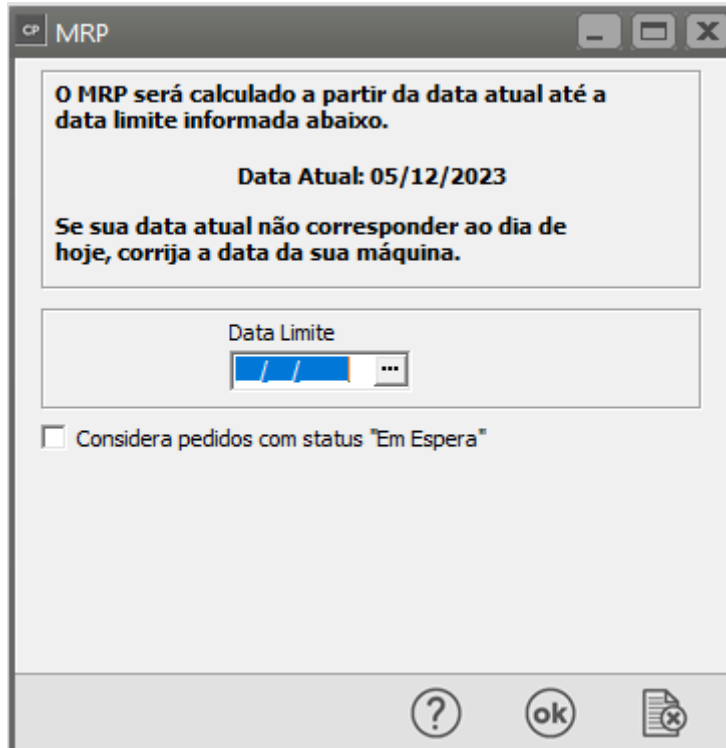 CP MRP
O MRP será calculado a partir da data atual até a
data limite informada abaixo.
Data Atual: 05/12/2023
Se sua data atual não corresponder ao dia de
hoje, corrija a data da sua máquina.
Data Limite
__/__/____ ...
Considera pedidos com status "Em Espera"
? ok